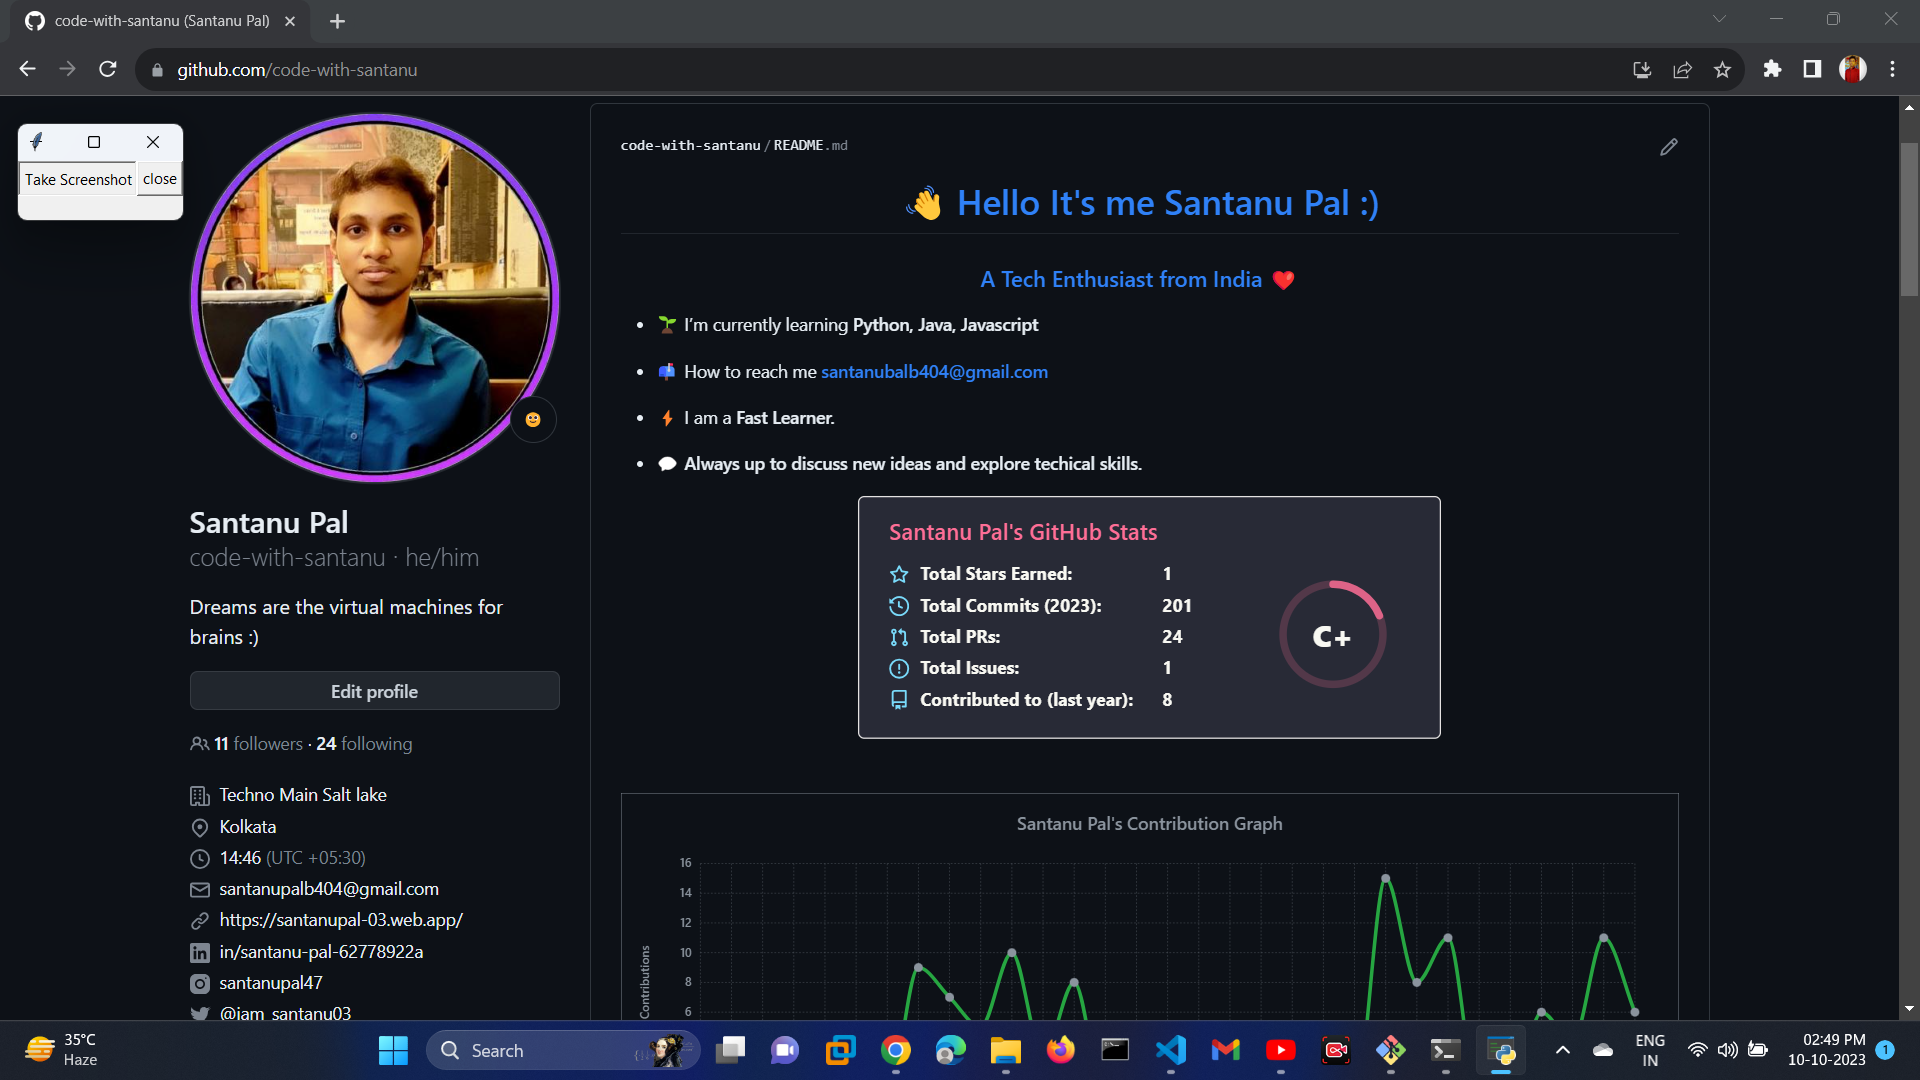 code-with-santanu (Santanu Pal)
github.com/code-with-santanu
Take Screenshot close
Santanu Pal
code-with-santanu · he/him
Dreams are the virtual machines for
brains :)
Edit profile
11 followers · 24 following
Techno Main Salt lake
Kolkata
14:46 (UTC +05:30)
santanupalb404@gmail.com
https://santanupal-03.web.app/
in/santanu-pal-62778922a
santanupal47
@iam_santanu03
code-with-santanu/README.md
👋 Hello It's me Santanu Pal :)
A Tech Enthusiast from India ❤️
• 🌱 I’m currently learning Python, Java, Javascript
• 📫 How to reach me santanubalb404@gmail.com
• ⚡ I am a Fast Learner.
• 💬 Always up to discuss new ideas and explore techical skills.
Santanu Pal's GitHub Stats
Total Stars Earned: 1
Total Commits (2023): 201
Total PRs: 24
Total Issues: 1
Contributed to (last year): 8
C+
Santanu Pal's Contribution Graph
16
14
12
10
8
6
Contributions
35°C
Haze
Search
ENG
IN
02:49 PM
10-10-2023
1